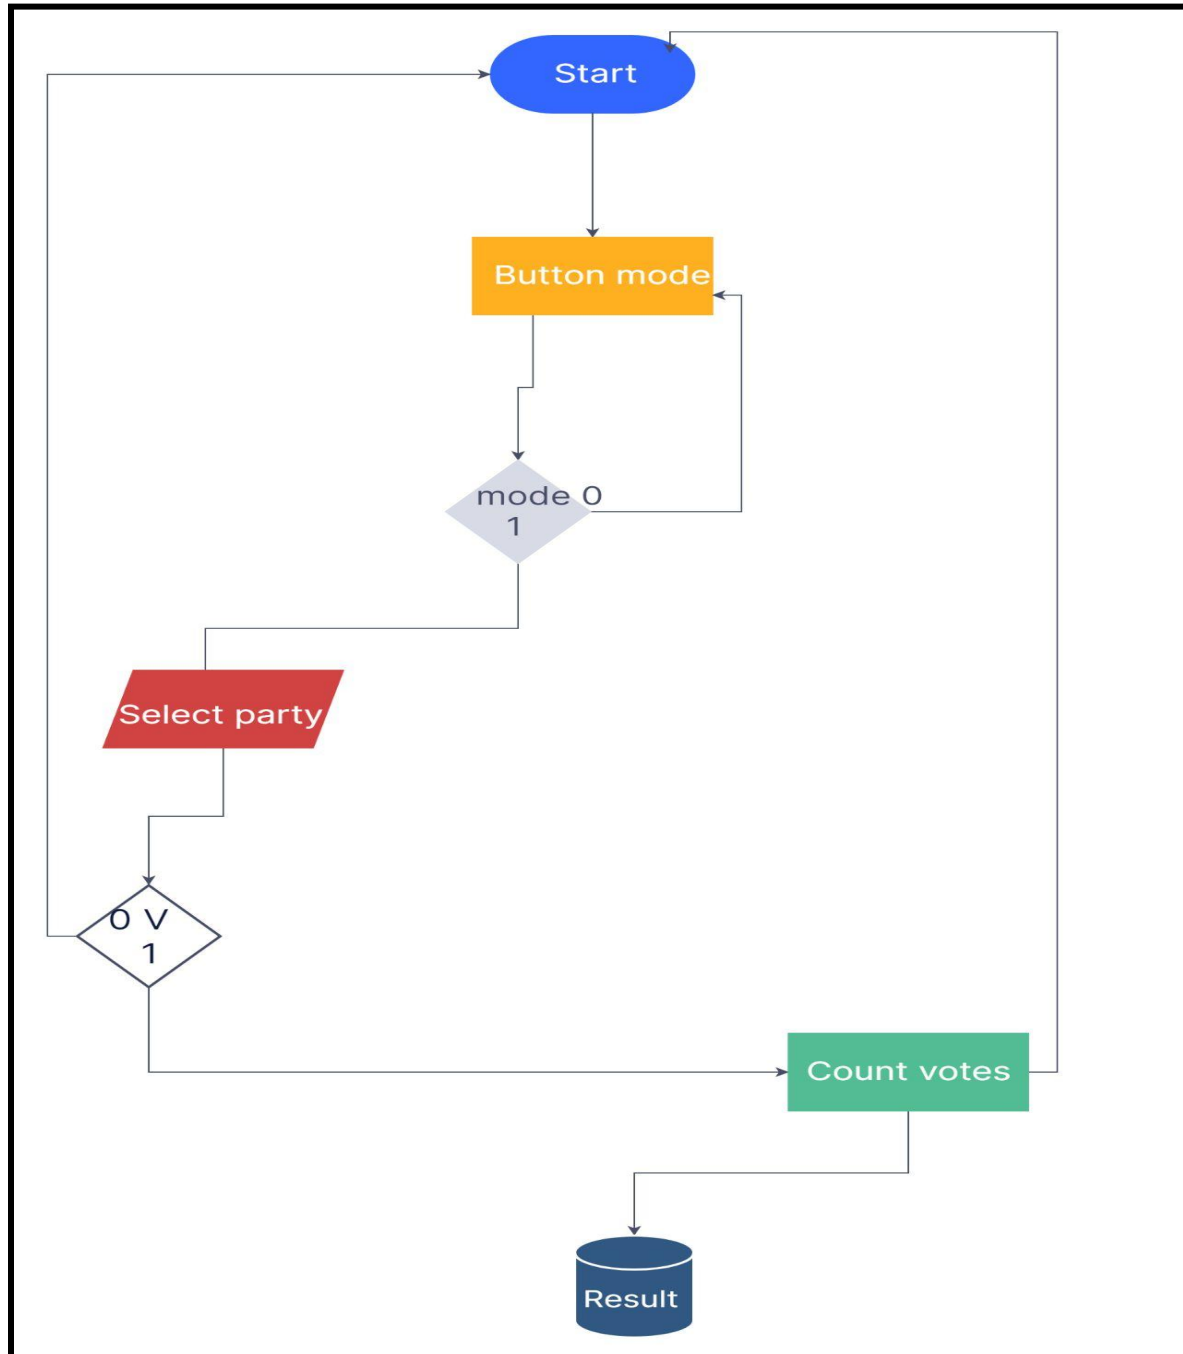 Start
Button mode
mode 0
1
Select party
0 V
1
Count votes
Result